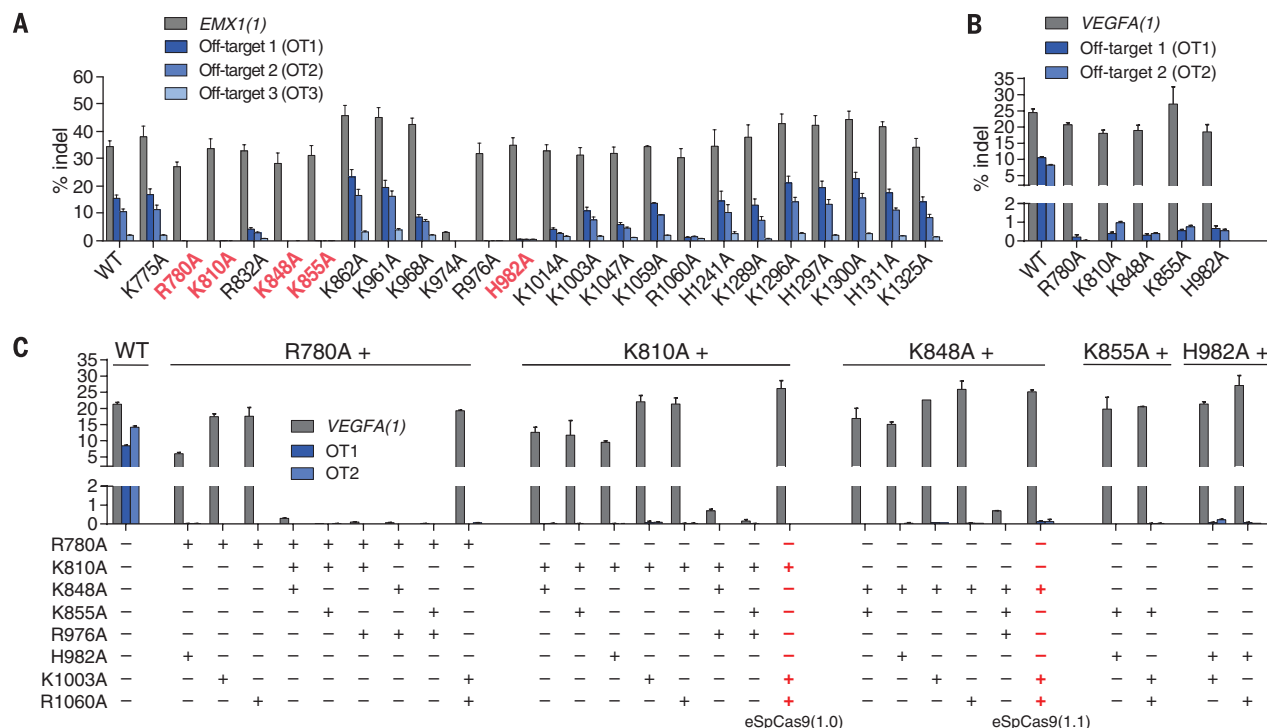 A
EMX1(1)
Off-target 1 (OT1)
Off-target 2 (OT2)
Off-target 3 (OT3)
% indel
60
50
40
30
20
10
0
WT K775A R780A K810A R832A K848A K855A K862A K961A K968A K974A R976A H982A K1014A K1003A K1047A K1059A R1060A H1241A K1289A K1296A K1297A K1300A H1311A K1325A
B
VEGFA(1)
Off-target 1 (OT1)
Off-target 2 (OT2)
% indel
35
30
25
20
15
10
5
2
1
0
WT R780A K810A K848A K855A H982A
C
WT R780A + K810A + K848A + K855A + H982A +
35
30
25
20
15
10
5
2
1
0
VEGFA(1)
OT1
OT2
R780A − + + + + + + + + + − − − − − − − − − − − − − − − − − −
K810A − − − − + + + − − − + + + + + + + + − − − − − − − − − −
K848A − − − − + − − + − − + − − − − + − − + + + + + + − − − −
K855A − − − − − + − − + − − + − − − − + − + − − − + − + + − −
R976A − − − − − − + + + − − − − − − + + − − − − − + − − − − −
H982A − + − − − − − − − − − − + − − − − − − + − − − − + − + +
K1003A − − + − − − − − − + − − − + − − − + − − + − − + − + + −
R1060A − − − + − − − − − + − − − − + − − + − − − + − + − + − +
eSpCas9(1.0) eSpCas9(1.1)